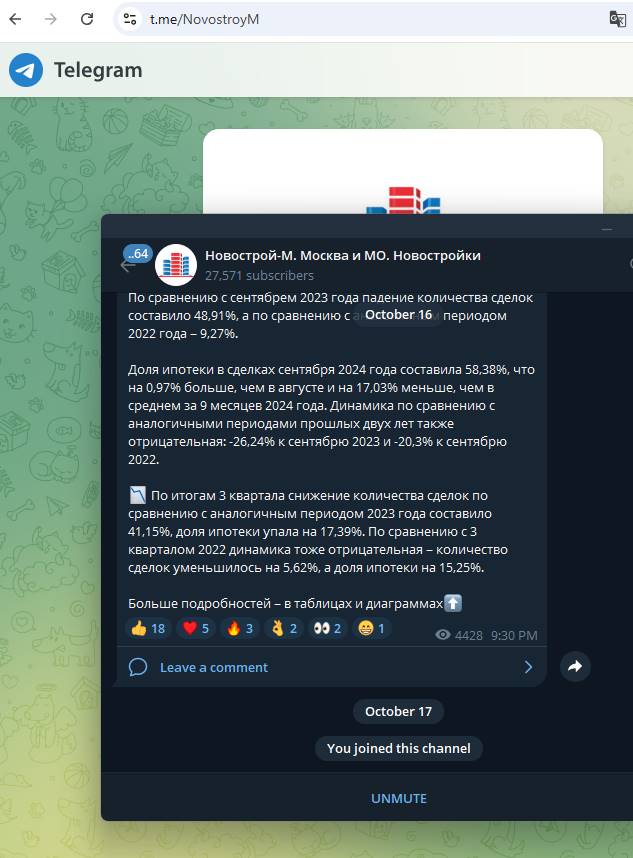 t.me/NovostroyM
Telegram
..64
Новострой-М. Москва и МО. Новостройки
27,571 subscribers
По сравнению с сентябрем 2023 года падение количества сделок
October 16
составило 48,91%, а по сравнению с периодом
2022 года – 9,27%.
Доля ипотеки в сделках сентября 2024 года составила 58,38%, что
на 0,97% больше, чем в августе и на 17,03% меньше, чем в
среднем за 9 месяцев 2024 года. Динамика по сравнению с
аналогичными периодами прошлых двух лет также
отрицательная: -26,24% к сентябрю 2023 и -20,3% к сентябрю
2022.
По итогам 3 квартала снижение количества сделок по
сравнению с аналогичным периодом 2023 года составило
41,15%, доля ипотеки упала на 17,39%. По сравнению с 3
кварталом 2022 динамика тоже отрицательная – количество
сделок уменьшилось на 5,62%, а доля ипотеки на 15,25%.
Больше подробностей – в таблицах и диаграммах⬆️
👍 18 ❤️ 5 🔥 3 👌 2 👀 2 😁 1
4428 9:30 PM
Leave a comment
October 17
You joined this channel
UNMUTE